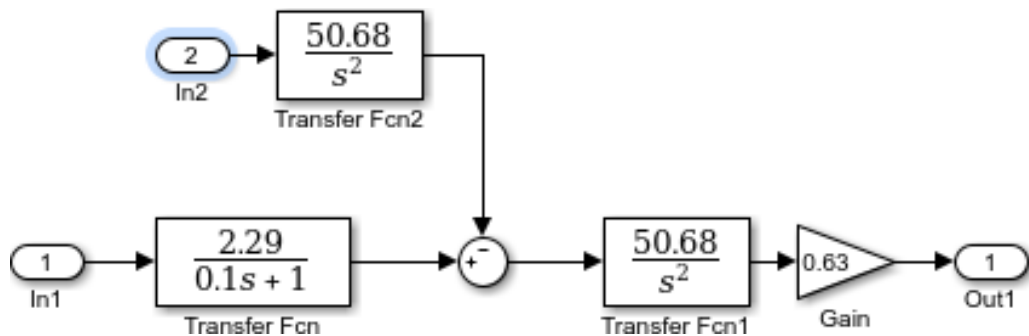 2
In2
50.68
s²
Transfer Fcn2
1
In1
2.29
0.1s + 1
Transfer Fcn
+ −
50.68
s²
Transfer Fcn1
0.63
Gain
1
Out1